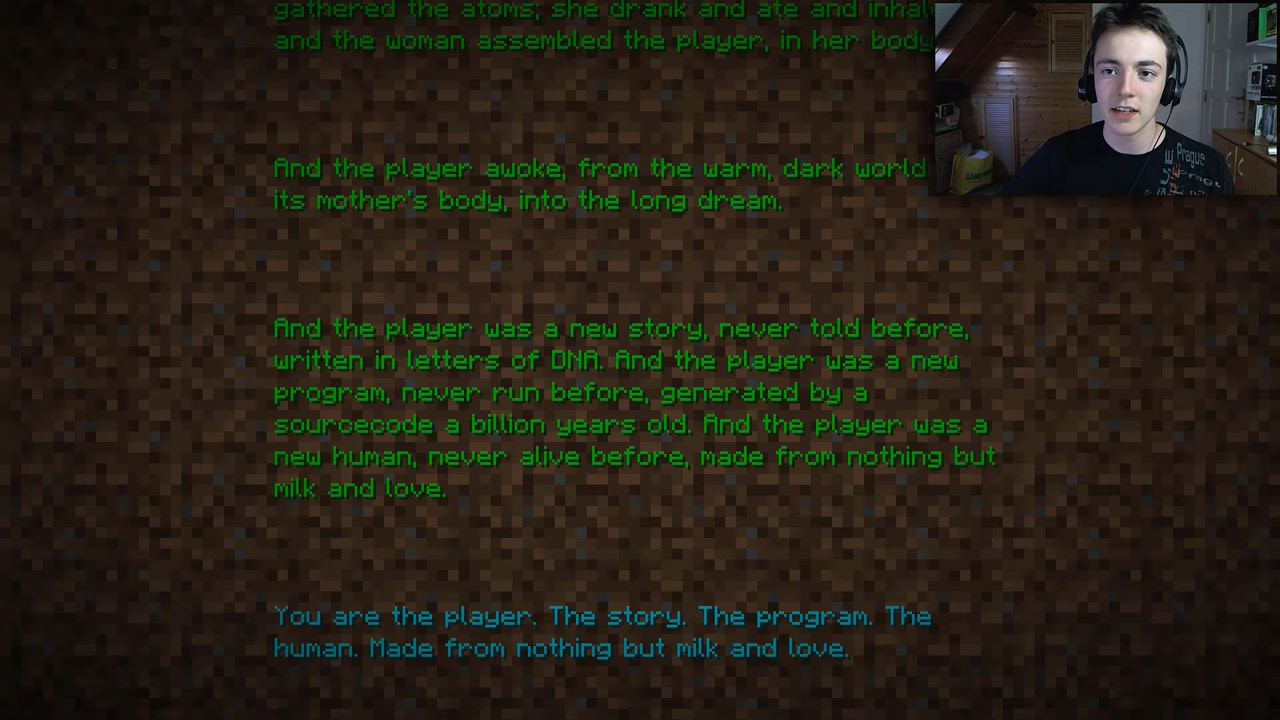 gathered the atoms; she drank and ate and
and the woman assembled the player, in her body
And the player awoke, from the warm, dark world
its mother's body, into the long dream.
And the player was a new story, never told before,
written in letters of DNA. And the player was a new
program, never run before, generated by a
sourcecode a billion years old. And the player was a
new human, never alive before, made from nothing but
milk and love.
You are the player. The story. The program. The
human. Made from nothing but milk and love.
Prague